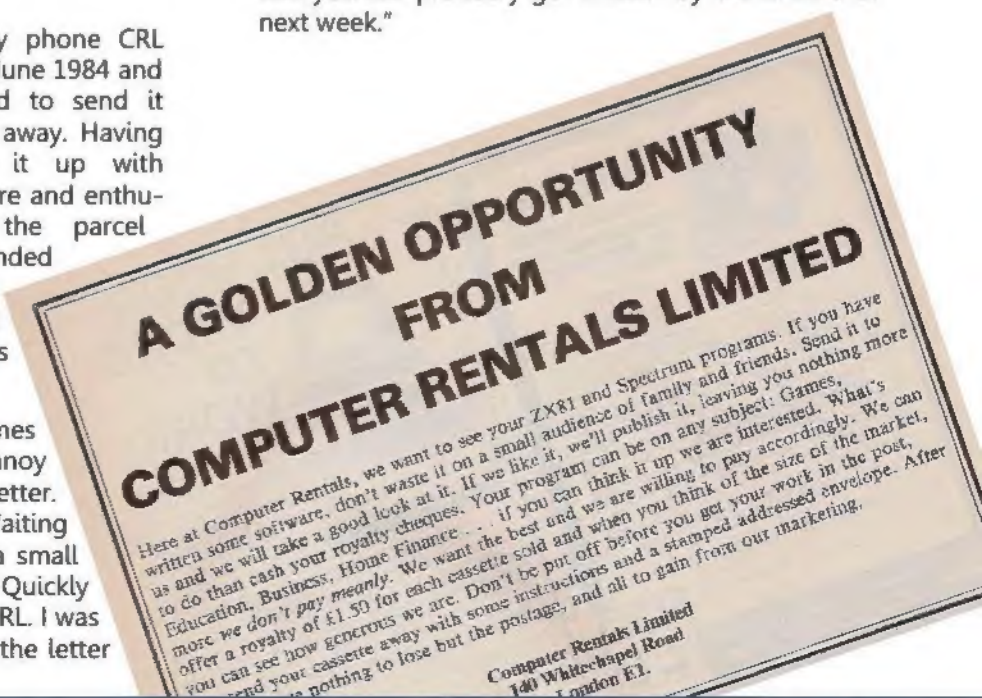 next week."
phone CRL
June 1984 and
to send it
away. Having
it up with
re and enthu-
the parcel
nded
s
nes
nnoy
etter.
aiting
small
Quickly
RL. I was
the letter
A GOLDEN OPPORTUNITY
FROM
COMPUTER RENTALS LIMITED
Here at Computer Rentals, we want to see your ZX81 and Spectrum programs. If you have
written some software, don't waste it on a small audience of family and friends. Send it to
us and we will take a good look at it. If we like it, we'll publish it, leaving you nothing more
to do than cash your royalty cheques. Your program can be on any subject: Games,
Education, Business, Home Finance . . . if you can think it up we are interested. What's
more we don't pay meanly. We want the best and we are willing to pay accordingly. We can
offer a royalty of £1.50 for each cassette sold and when you think of the size of the market,
you can see how generous we are. Don't be put off before you get your work in the post,
send your cassette away with some instructions and a stamped addressed envelope. After
nothing to lose but the postage, and all to gain from our marketing.
Computer Rentals Limited
140 Whitechapel Road
London E1.